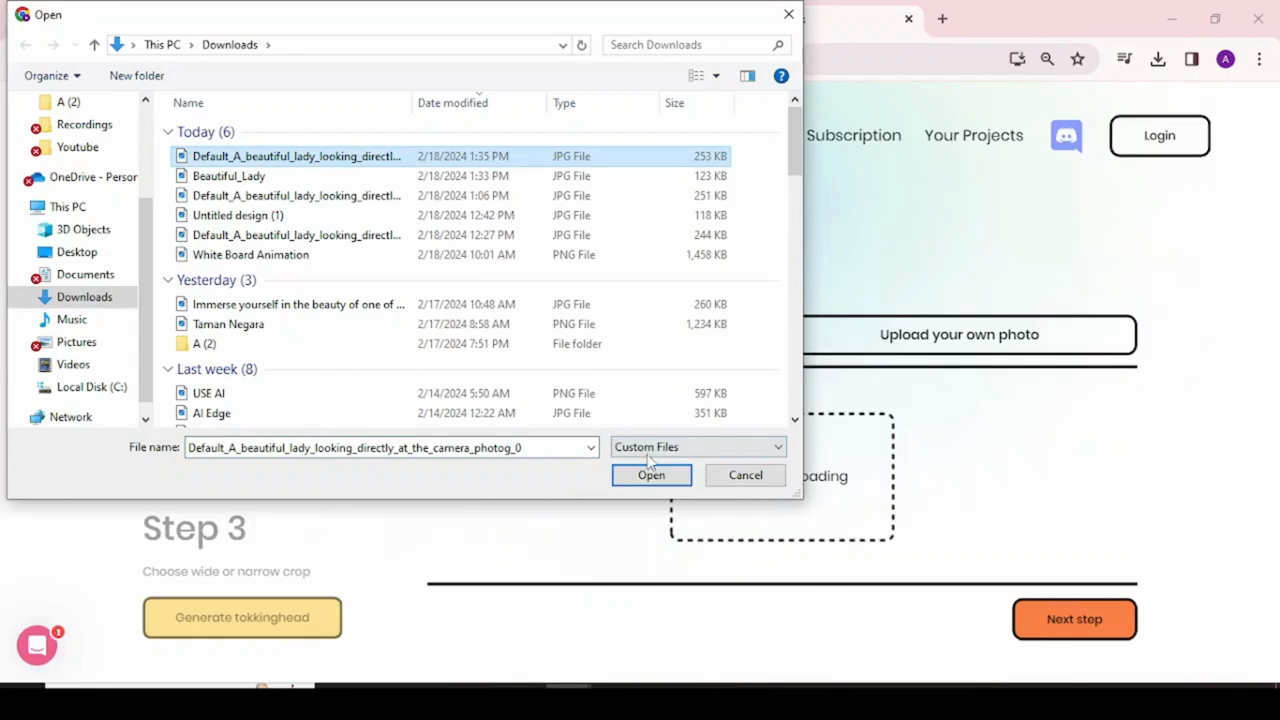 Open
This PC
Downloads
Search Downloads
Organize
New folder
A (2)
Recordings
Youtube
OneDrive - Person
This PC
3D Objects
Desktop
Documents
Downloads
Music
Pictures
Videos
Local Disk (C:)
Network
Name Date modified Type Size
Today (6)
Default_A_beautiful_lady_looking_directl... 2/18/2024 1:35 PM JPG File 253 KB
Beautiful_Lady 2/18/2024 1:33 PM JPG File 123 KB
Default_A_beautiful_lady_looking_directl... 2/18/2024 1:06 PM JPG File 251 KB
Untitled design (1) 2/18/2024 12:42 PM JPG File 118 KB
Default_A_beautiful_lady_looking_directl... 2/18/2024 12:27 PM JPG File 244 KB
White Board Animation 2/18/2024 10:01 AM PNG File 1,458 KB
Yesterday (3)
Immerse yourself in the beauty of one of ... 2/17/2024 10:48 AM JPG File 260 KB
Taman Negara 2/17/2024 8:58 AM PNG File 1,234 KB
A (2) 2/17/2024 7:51 PM File folder
Last week (8)
USE AI 2/14/2024 5:50 AM PNG File 597 KB
AI Edge 2/14/2024 12:22 AM JPG File 351 KB
File name: Default_A_beautiful_lady_looking_directly_at_the_camera_photog_0
Custom Files
Open
Cancel
A
Subscription
Your Projects
Login
Upload your own photo
oading
Step 3
Choose wide or narrow crop
Generate tokkinghead
Next step
1